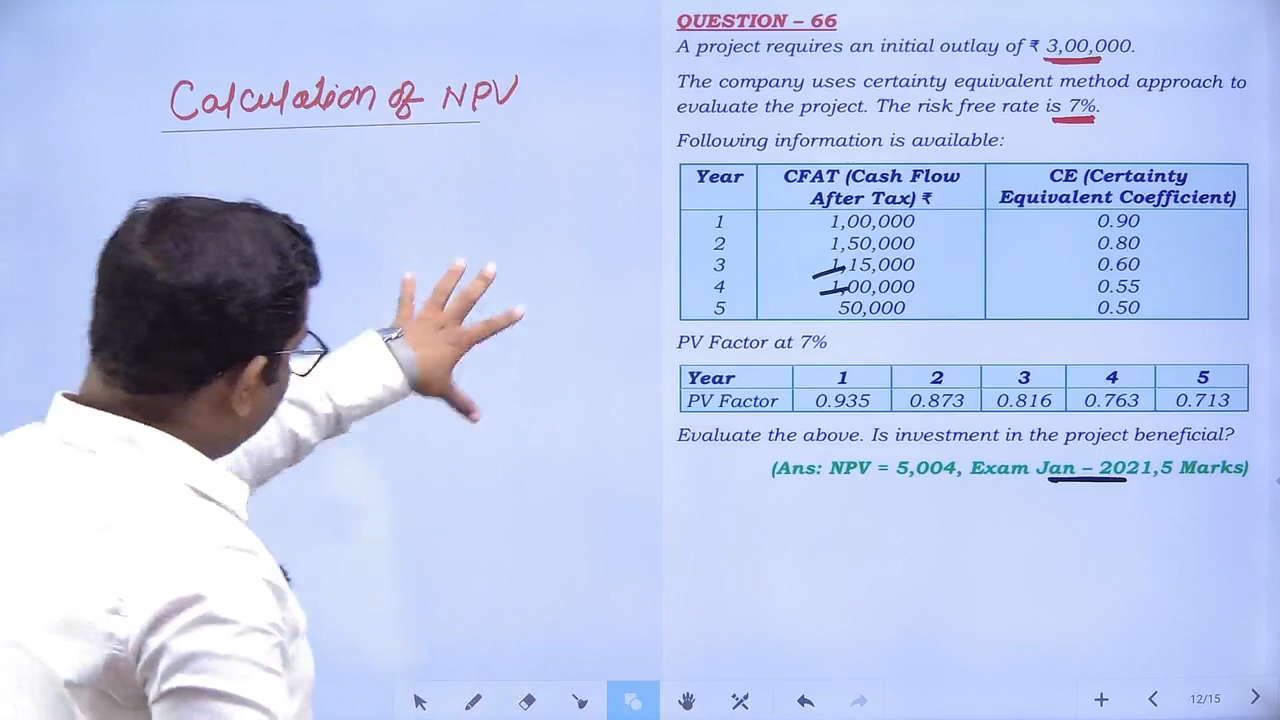 Calculation of NPV
QUESTION – 66
A project requires an initial outlay of ₹ 3,00,000.
The company uses certainty equivalent method approach to
evaluate the project. The risk free rate is 7%.
Following information is available:
Year CFAT (Cash Flow After Tax) ₹ CE (Certainty Equivalent Coefficient)
1 1,00,000 0.90
2 1,50,000 0.80
3 1,15,000 0.60
4 1,00,000 0.55
5 50,000 0.50
PV Factor at 7%
Year 1 2 3 4 5
PV Factor 0.935 0.873 0.816 0.763 0.713
Evaluate the above. Is investment in the project beneficial?
(Ans: NPV = 5,004, Exam Jan – 2021,5 Marks)
12/15